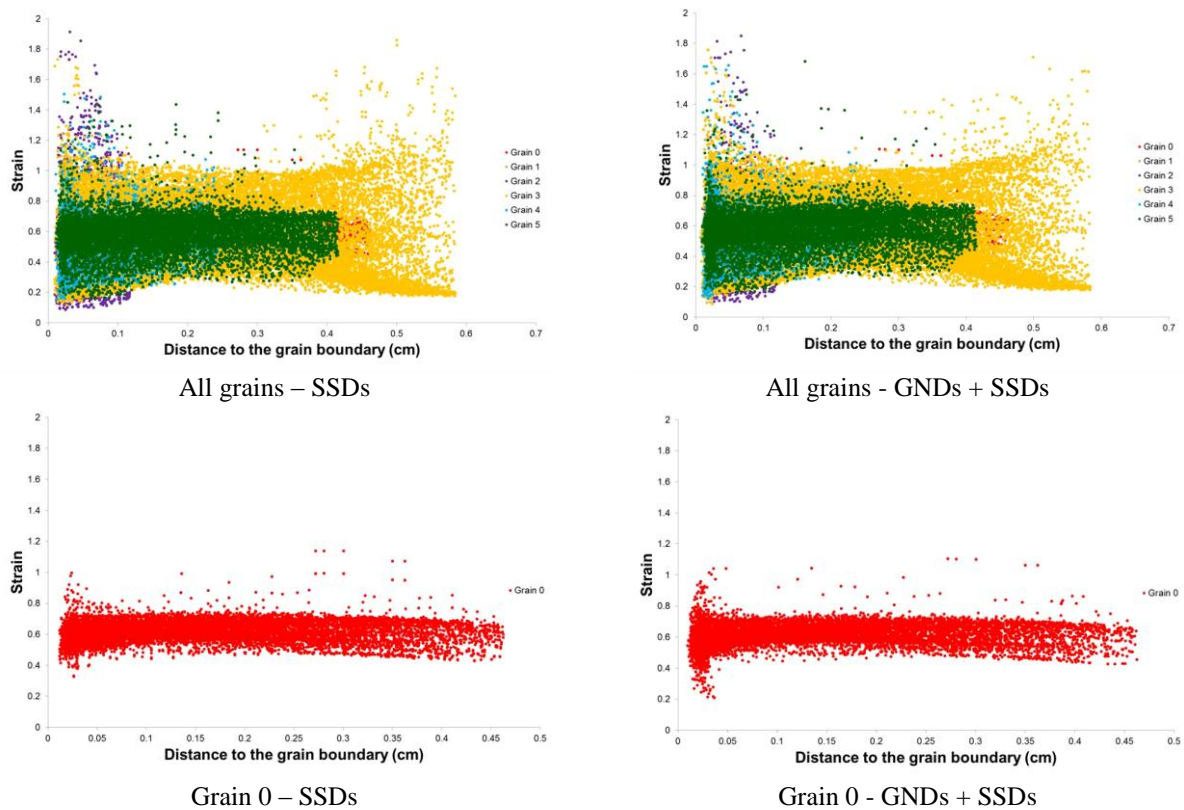 2
1.8
1.6
1.4
1.2
1
0.8
0.6
0.4
0.2
0
Strain
0 0.1 0.2 0.3 0.4 0.5 0.6 0.7
Distance to the grain boundary (cm)
Grain 0
Grain 1
Grain 2
Grain 3
Grain 4
Grain 5
All grains – SSDs
2
1.8
1.6
1.4
1.2
1
0.8
0.6
0.4
0.2
0
Strain
0 0.1 0.2 0.3 0.4 0.5 0.6 0.7
Distance to the grain boundary (cm)
Grain 0
Grain 1
Grain 2
Grain 3
Grain 4
Grain 5
All grains - GNDs + SSDs
2
1.8
1.6
1.4
1.2
1
0.8
0.6
0.4
0.2
0
Strain
0 0.05 0.1 0.15 0.2 0.25 0.3 0.35 0.4 0.45 0.5
Distance to the grain boundary (cm)
Grain 0
Grain 0 – SSDs
2
1.8
1.6
1.4
1.2
1
0.8
0.6
0.4
0.2
0
Strain
0 0.05 0.1 0.15 0.2 0.25 0.3 0.35 0.4 0.45 0.5
Distance to the grain boundary (cm)
Grain 0
Grain 0 - GNDs + SSDs